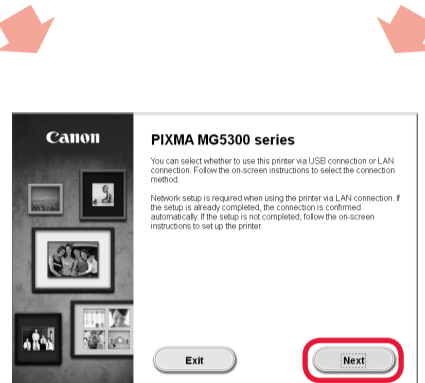 Canon
PIXMA MG5300 series
You can select whether to use this printer via USB connection or LAN
connection. Follow the on-screen instructions to select the connection
method.
Network setup is required when using the printer via LAN connection. If
the setup is already completed, the connection is confirmed
automatically. If the setup is not completed, follow the on-screen
instructions to set up the printer.
Exit
Next